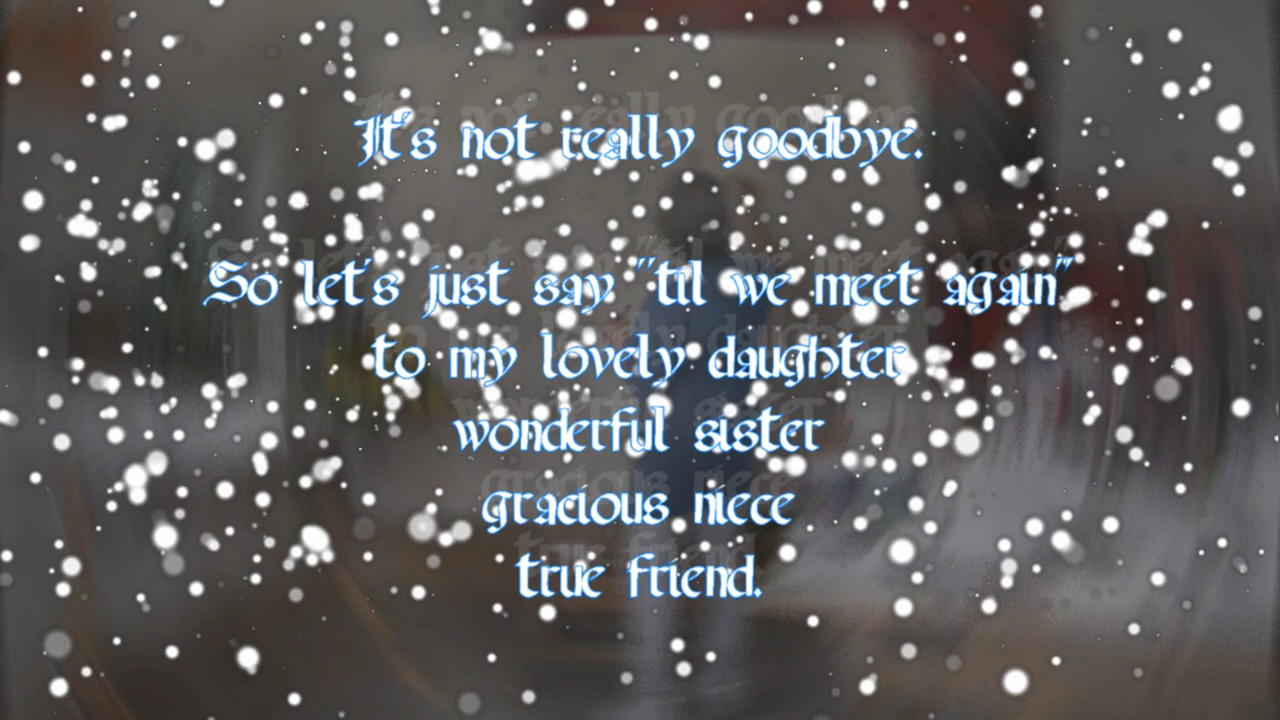 It's not really goodbye.
So let's just say "til we meet again"
to my lovely daughter
wonderful sister
gracious niece
true friend.